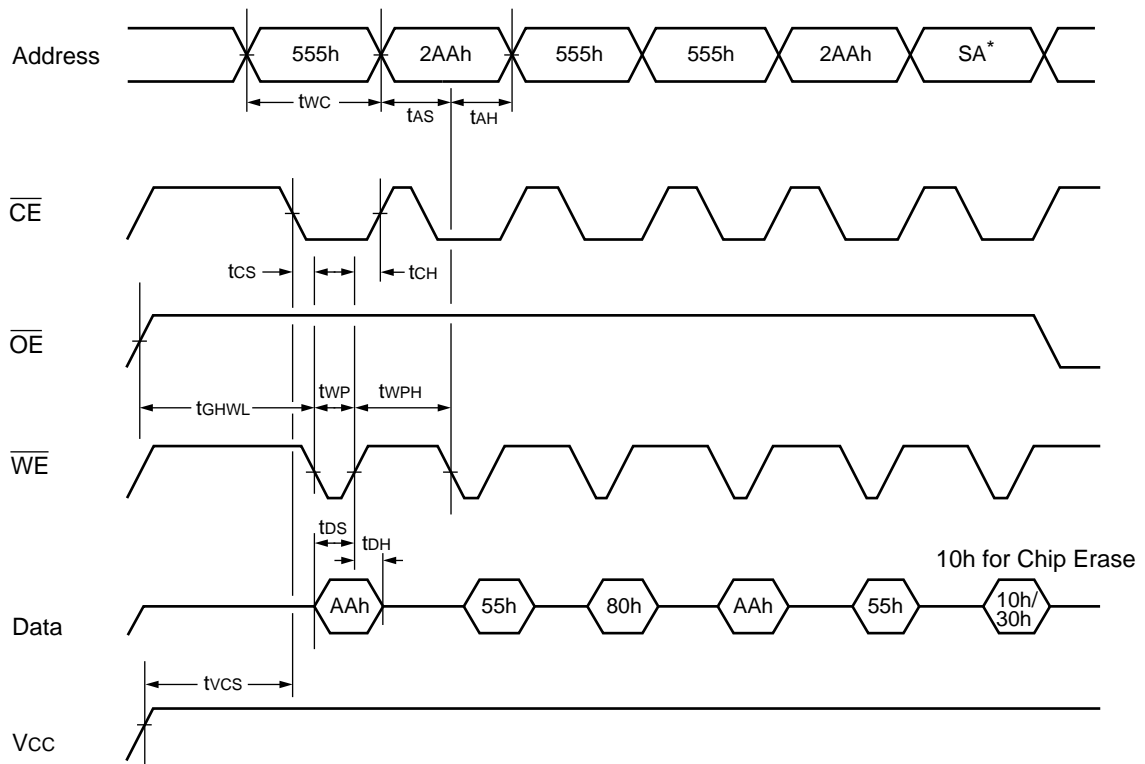 Address 555h 2AAh 555h 555h 2AAh SA*
tWC tAS tAH
CE
tCS tCH
OE
tGHWL tWP tWPH
WE
tDS tDH
10h for Chip Erase
Data AAh 55h 80h AAh 55h 10h/
30h
tVCS
VCC